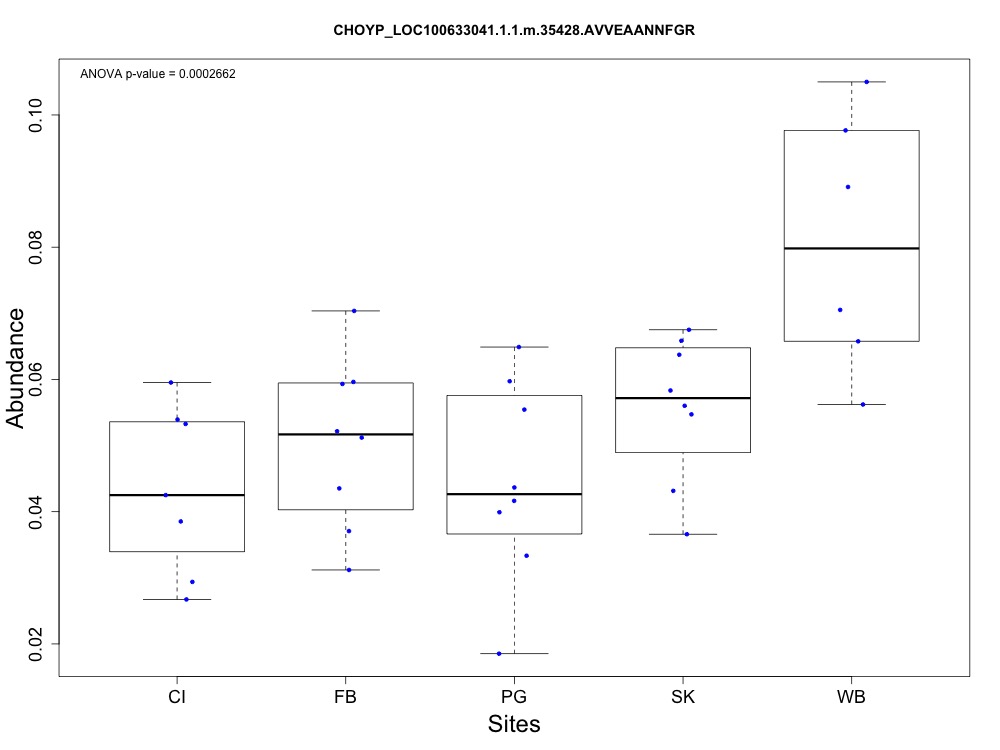 CHOYP_LOC100633041.1.1.m.35428.AVVEAANNFGR
ANOVA p-value = 0.0002662
0.10
0.08
0.06
0.04
0.02
Abundance
CI FB PG SK WB
Sites